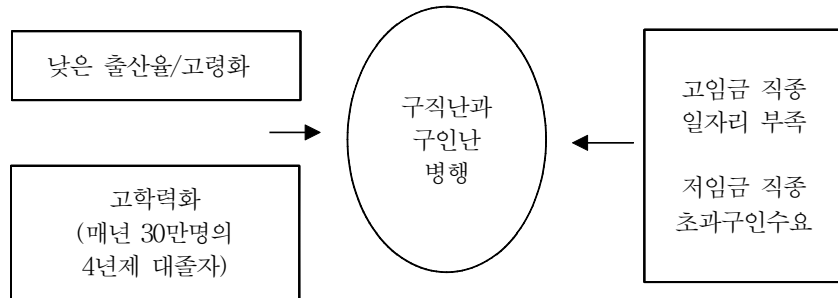 낮은 출산율/고령화
고학력화
(매년 30만명의
4년제 대졸자)
구직난과
구인난
병행
고임금 직종
일자리 부족
저임금 직종
초과구인수요